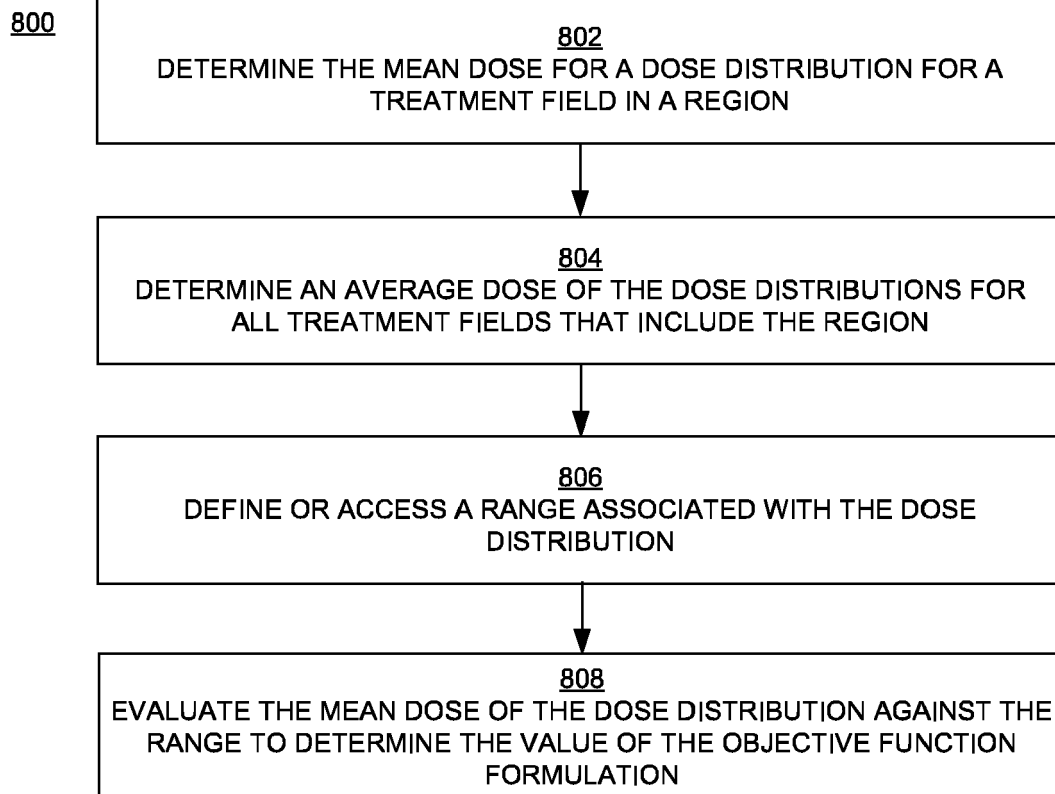 800
802
DETERMINE THE MEAN DOSE FOR A DOSE DISTRIBUTION FOR A
TREATMENT FIELD IN A REGION
804
DETERMINE AN AVERAGE DOSE OF THE DOSE DISTRIBUTIONS FOR
ALL TREATMENT FIELDS THAT INCLUDE THE REGION
806
DEFINE OR ACCESS A RANGE ASSOCIATED WITH THE DOSE
DISTRIBUTION
808
EVALUATE THE MEAN DOSE OF THE DOSE DISTRIBUTION AGAINST THE
RANGE TO DETERMINE THE VALUE OF THE OBJECTIVE FUNCTION
FORMULATION